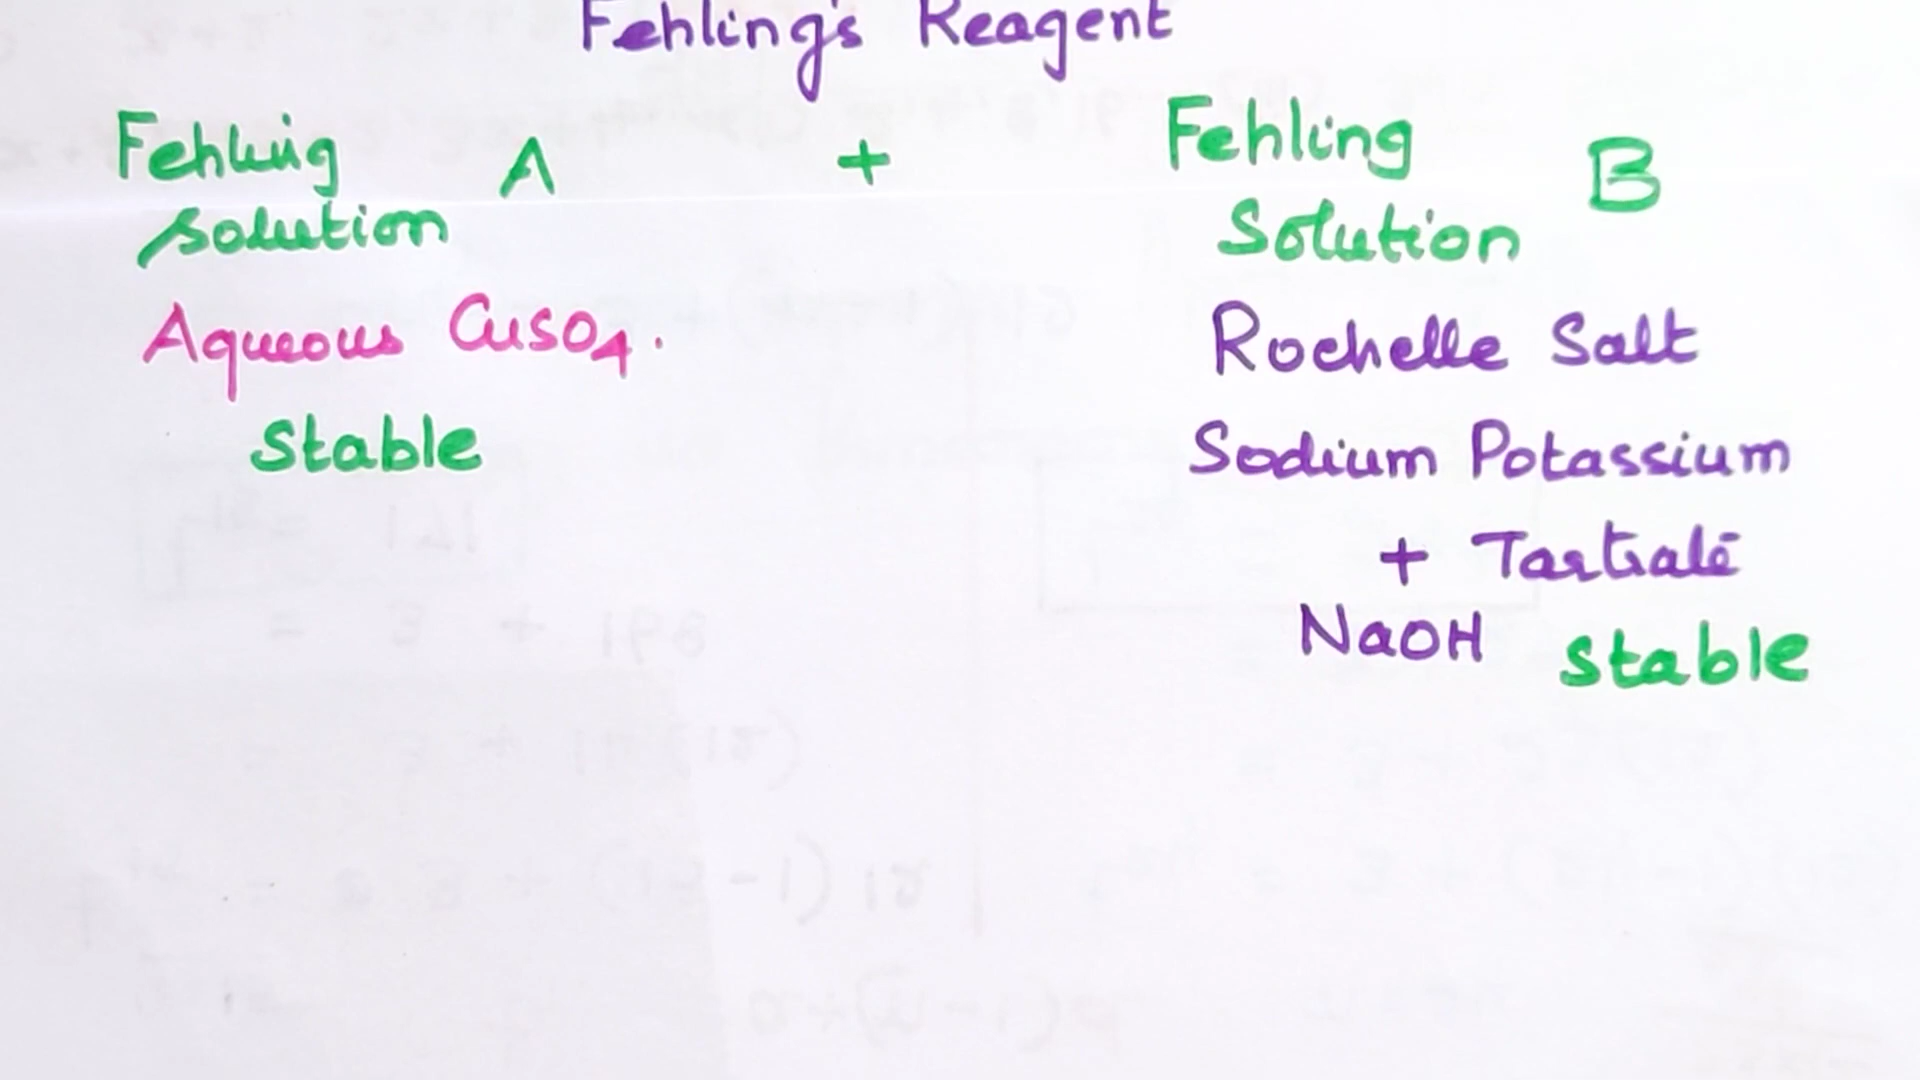 Fehling's Reagent
Fehling A + Fehling B
Solution Solution
Aqueous CuSO4. Rochelle Salt
Stable Sodium Potassium
+ Tartrate
NaOH Stable